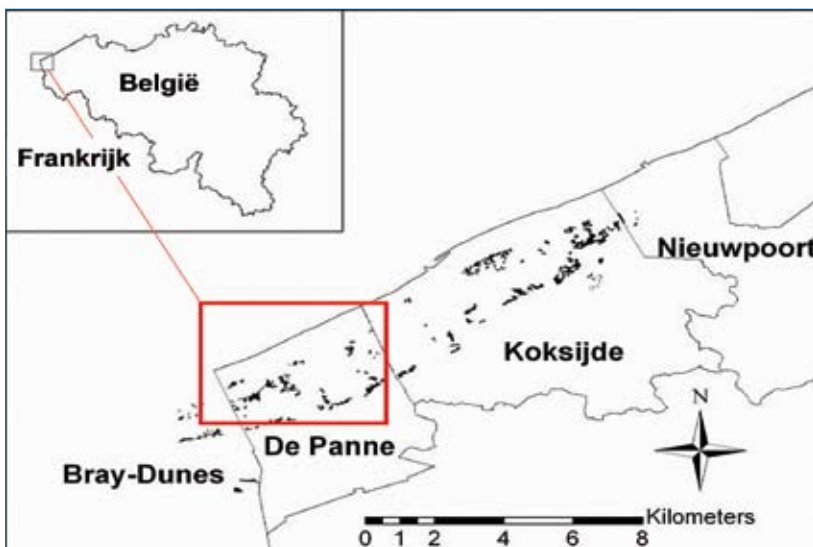 België
Frankrijk
Nieuwpoort
Koksijde
N
De Panne
Bray-Dunes
Kilometers
0 1 2 4 6 8